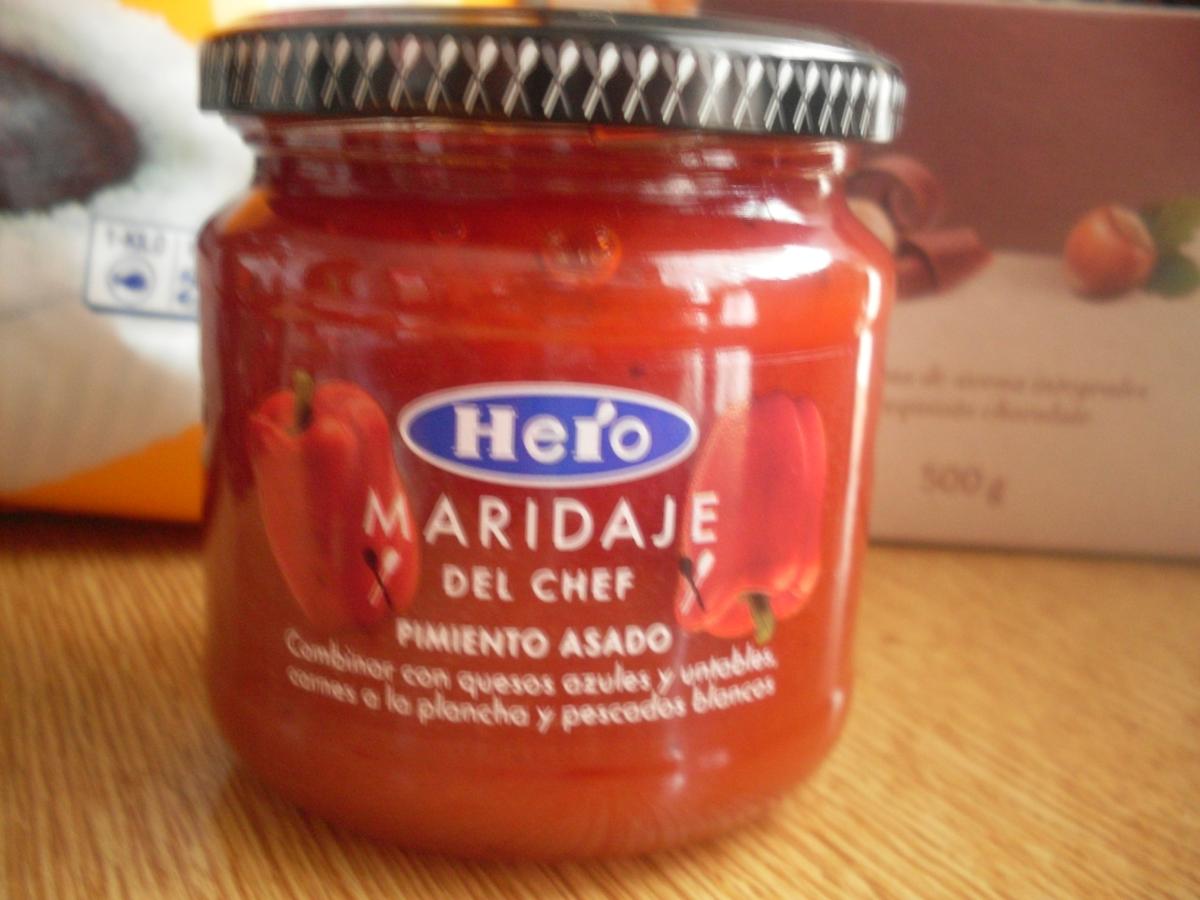 Hero
MARIDAJE
DEL CHEF
PIMIENTO ASADO
Combinar con quesos azules y untables,
carnes a la plancha y pescados blancos
500 g